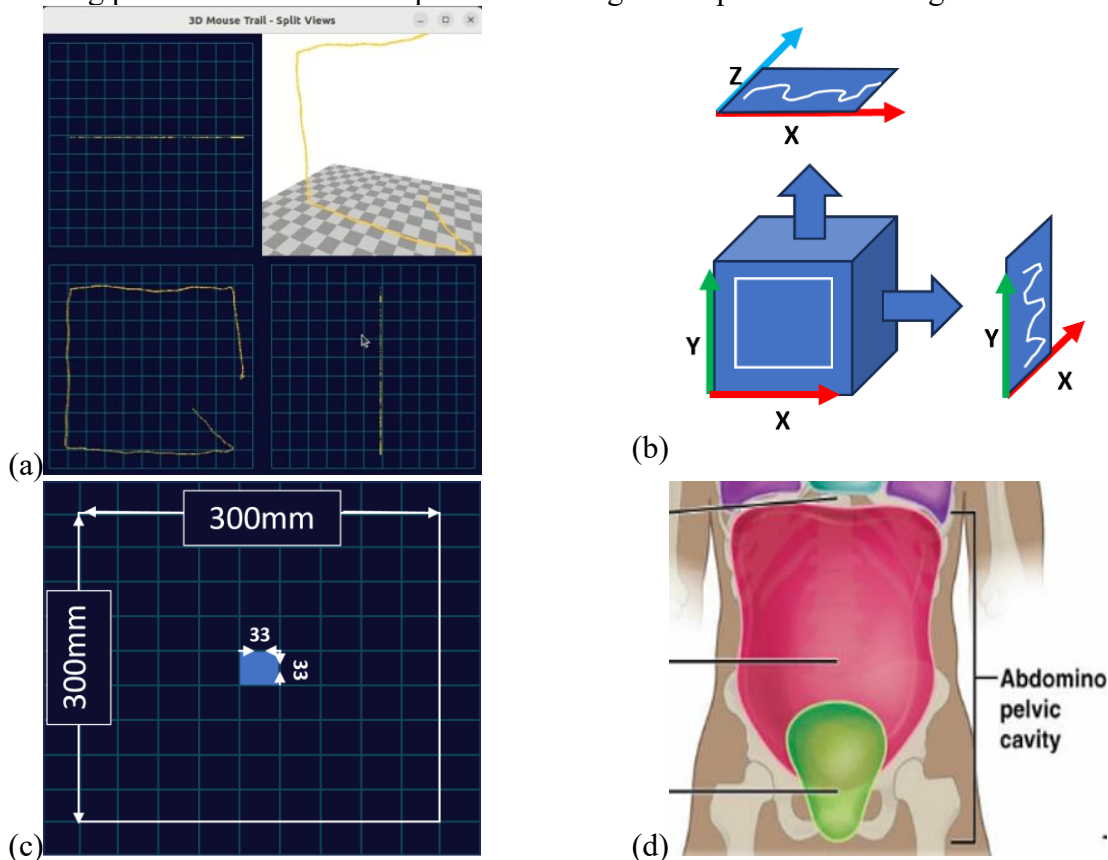 3D Mouse Trail - Split Views
(a)
Z
X
Y
X
Y
X
(b)
300mm
300mm
33
33
(c)
Abdomino
pelvic
cavity
(d)